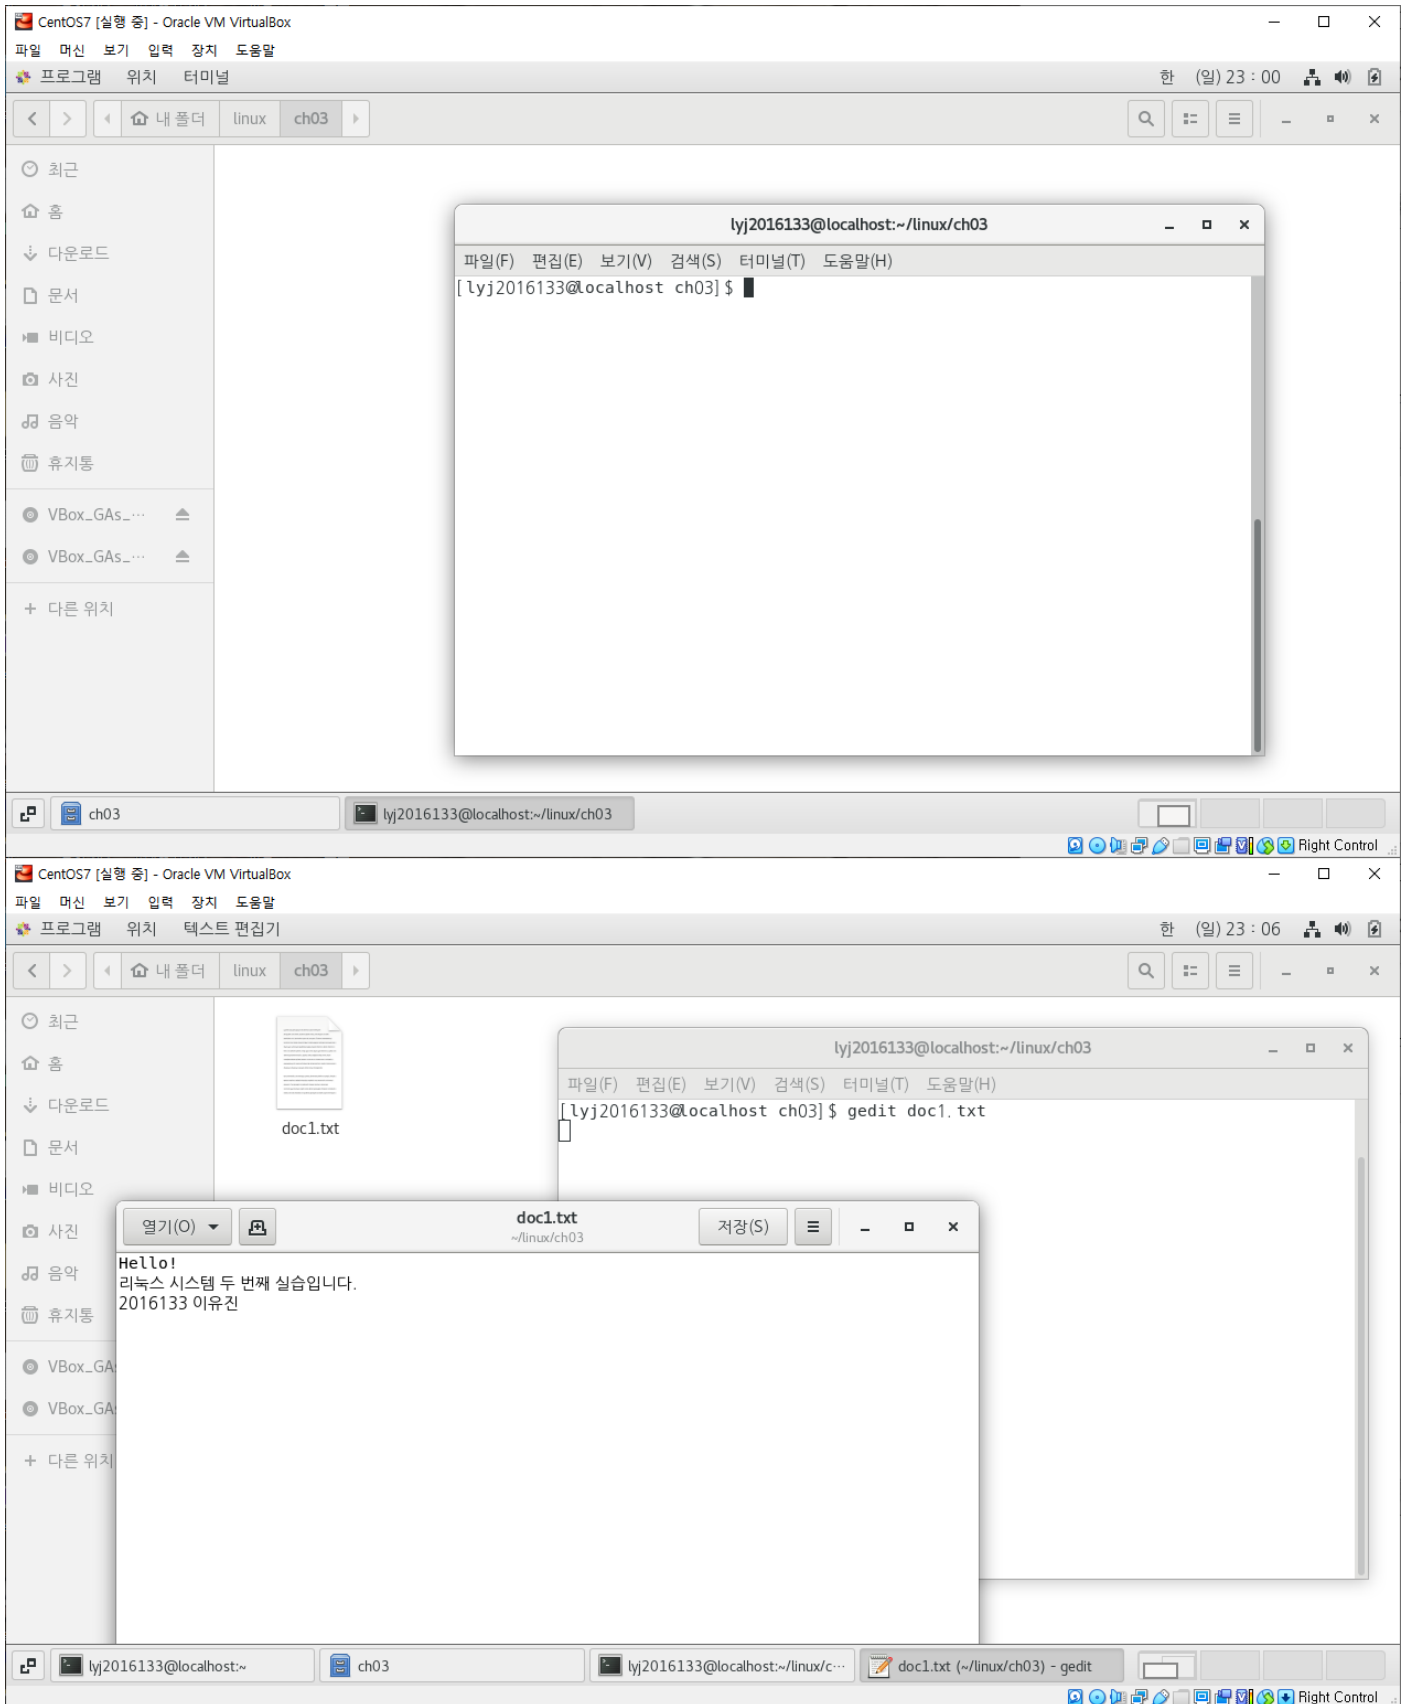 CentOS7 [실행 중] - Oracle VM VirtualBox
파일 머신 보기 입력 장치 도움말
프로그램 위치 터미널 한 (일) 23 : 00
내 폴더 linux ch03
최근
홈
다운로드
문서
비디오
사진
음악
휴지통
VBox_GAs_…
VBox_GAs_…
+ 다른 위치
lyj2016133@localhost:~/linux/ch03
파일(F) 편집(E) 보기(V) 검색(S) 터미널(T) 도움말(H)
[lyj2016133@localhost ch03]$
ch03 lyj2016133@localhost:~/linux/ch03
Right Control
CentOS7 [실행 중] - Oracle VM VirtualBox
파일 머신 보기 입력 장치 도움말
프로그램 위치 텍스트 편집기 한 (일) 23 : 06
내 폴더 linux ch03
최근
홈
다운로드
문서
비디오
사진
음악
휴지통
VBox_GAs
VBox_GAs
+ 다른 위치
doc1.txt
lyj2016133@localhost:~/linux/ch03
파일(F) 편집(E) 보기(V) 검색(S) 터미널(T) 도움말(H)
[lyj2016133@localhost ch03]$ gedit doc1.txt
열기(O) doc1.txt 저장(S)
~/linux/ch03
Hello!
리눅스 시스템 두 번째 실습입니다.
2016133 이유진
lyj2016133@localhost:~ ch03 lyj2016133@localhost:~/linux/c… doc1.txt (~/linux/ch03) - gedit
Right Control